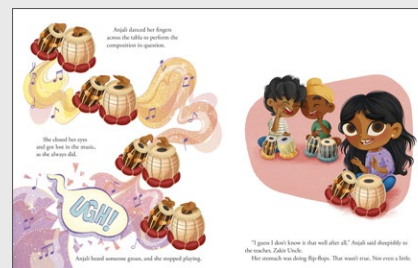 Anjali danced her fingers
across the tabla to perform the
composition in question.
She closed her eyes
and got lost in the music,
as she always did.
UGH!
Anjali heard someone groan, and she stopped playing.
"I guess I don't know it that well after all," Anjali said sheepishly to
the teacher, Zakir Uncle.
Her stomach was doing flip-flops. That wasn't true. Not even a little.